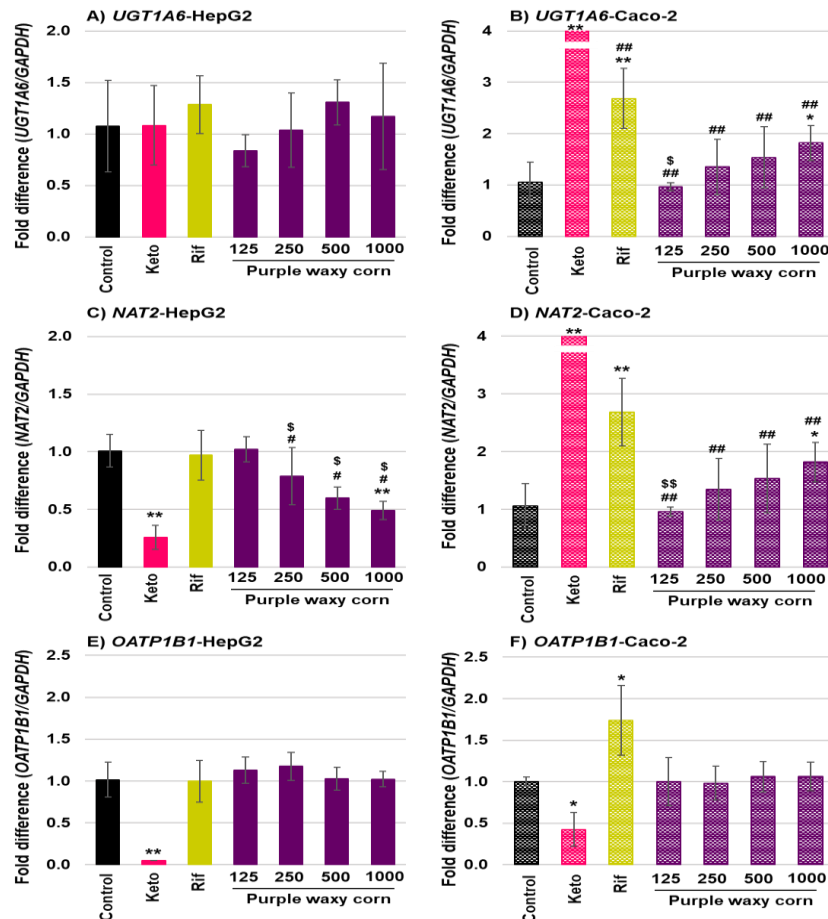 A) UGT1A6-HepG2
Fold difference (UGT1A6/GAPDH)
2.0
1.5
1.0
0.5
0.0
Control
Keto
Rif
125 250 500 1000
Purple waxy corn
B) UGT1A6-Caco-2
Fold difference (UGT1A6/GAPDH)
4
3
2
1
0
**
##
**
$
##
##
##
##
*
Control
Keto
Rif
125 250 500 1000
Purple waxy corn
C) NAT2-HepG2
Fold difference (NAT2/GAPDH)
2.0
1.5
1.0
0.5
0.0
**
$
#
$
#
$
#
**
Control
Keto
Rif
125 250 500 1000
Purple waxy corn
D) NAT2-Caco-2
Fold difference (NAT2/GAPDH)
4
3
2
1
0
**
**
$$
##
##
##
##
*
Control
Keto
Rif
125 250 500 1000
Purple waxy corn
E) OATP1B1-HepG2
Fold difference (OATP1B1/GAPDH)
2.5
2.0
1.5
1.0
0.5
0.0
**
Control
Keto
Rif
125 250 500 1000
Purple waxy corn
F) OATP1B1-Caco-2
Fold difference (OATP1B1/GAPDH)
2.5
2.0
1.5
1.0
0.5
0.0
*
*
Control
Keto
Rif
125 250 500 1000
Purple waxy corn